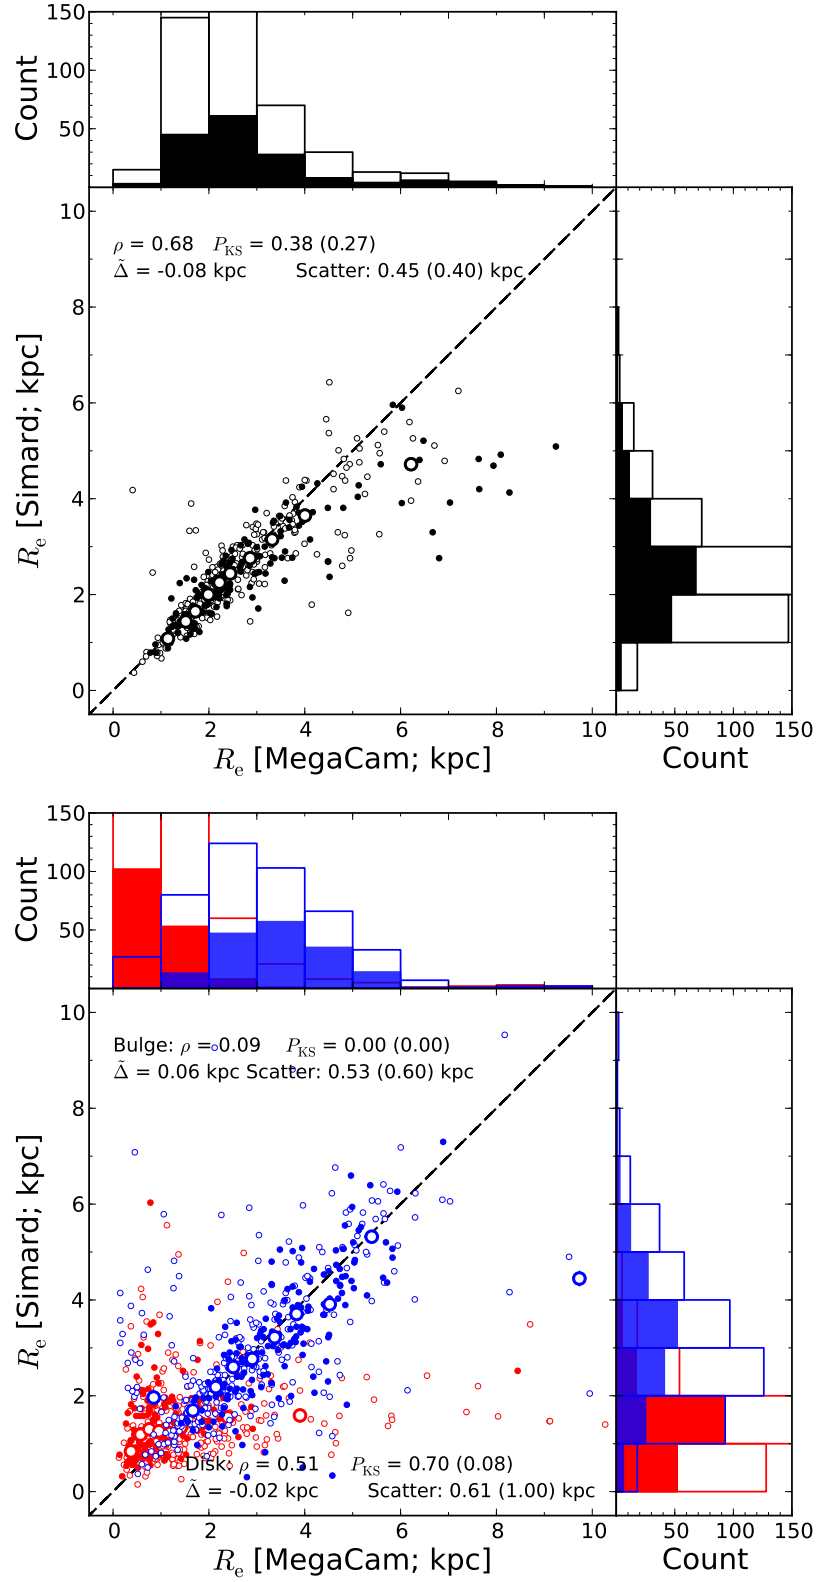 150
100
50
Count
10
8
6
4
2
0
R_e [Simard; kpc]
ρ = 0.68 P_KS = 0.38 (0.27)
Δ̃ = -0.08 kpc Scatter: 0.45 (0.40) kpc
0 2 4 6 8 10
R_e [MegaCam; kpc]
50 100 150
Count
150
100
50
Count
10
8
6
4
2
0
R_e [Simard; kpc]
Bulge: ρ = 0.09 P_KS = 0.00 (0.00)
Δ̃ = 0.06 kpc Scatter: 0.53 (0.60) kpc
Disk: ρ = 0.51 P_KS = 0.70 (0.08)
Δ̃ = -0.02 kpc Scatter: 0.61 (1.00) kpc
0 2 4 6 8 10
R_e [MegaCam; kpc]
50 100 150
Count